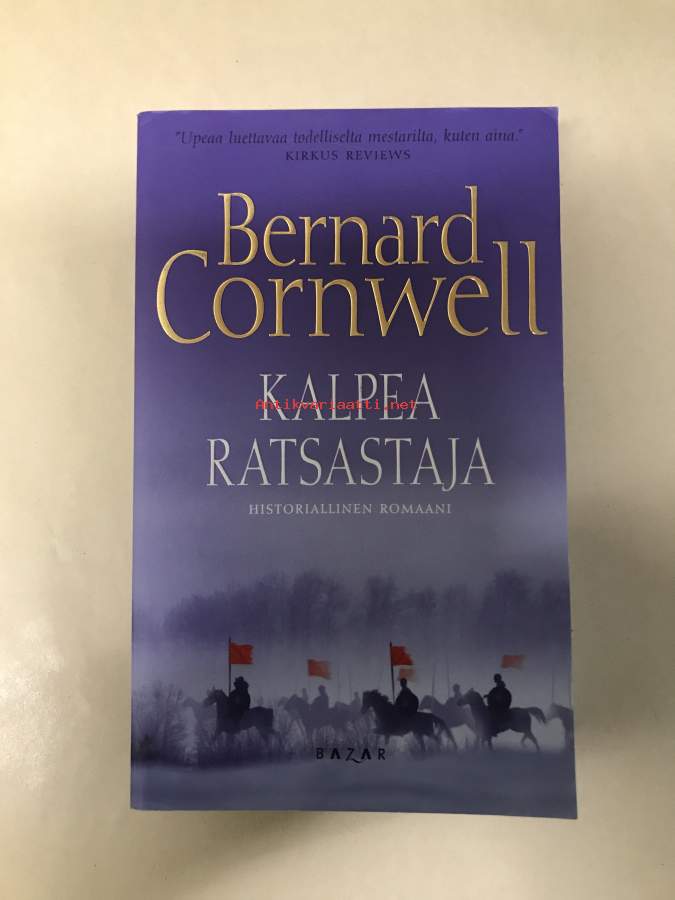 "Upeaa luettavaa todelliselta mestarilta, kuten aina."
KIRKUS REVIEWS
Bernard
Cornwell
KALPEA
Antikvariaatti.net
RATSASTAJA
HISTORIALLINEN ROMAANI
BAZAR